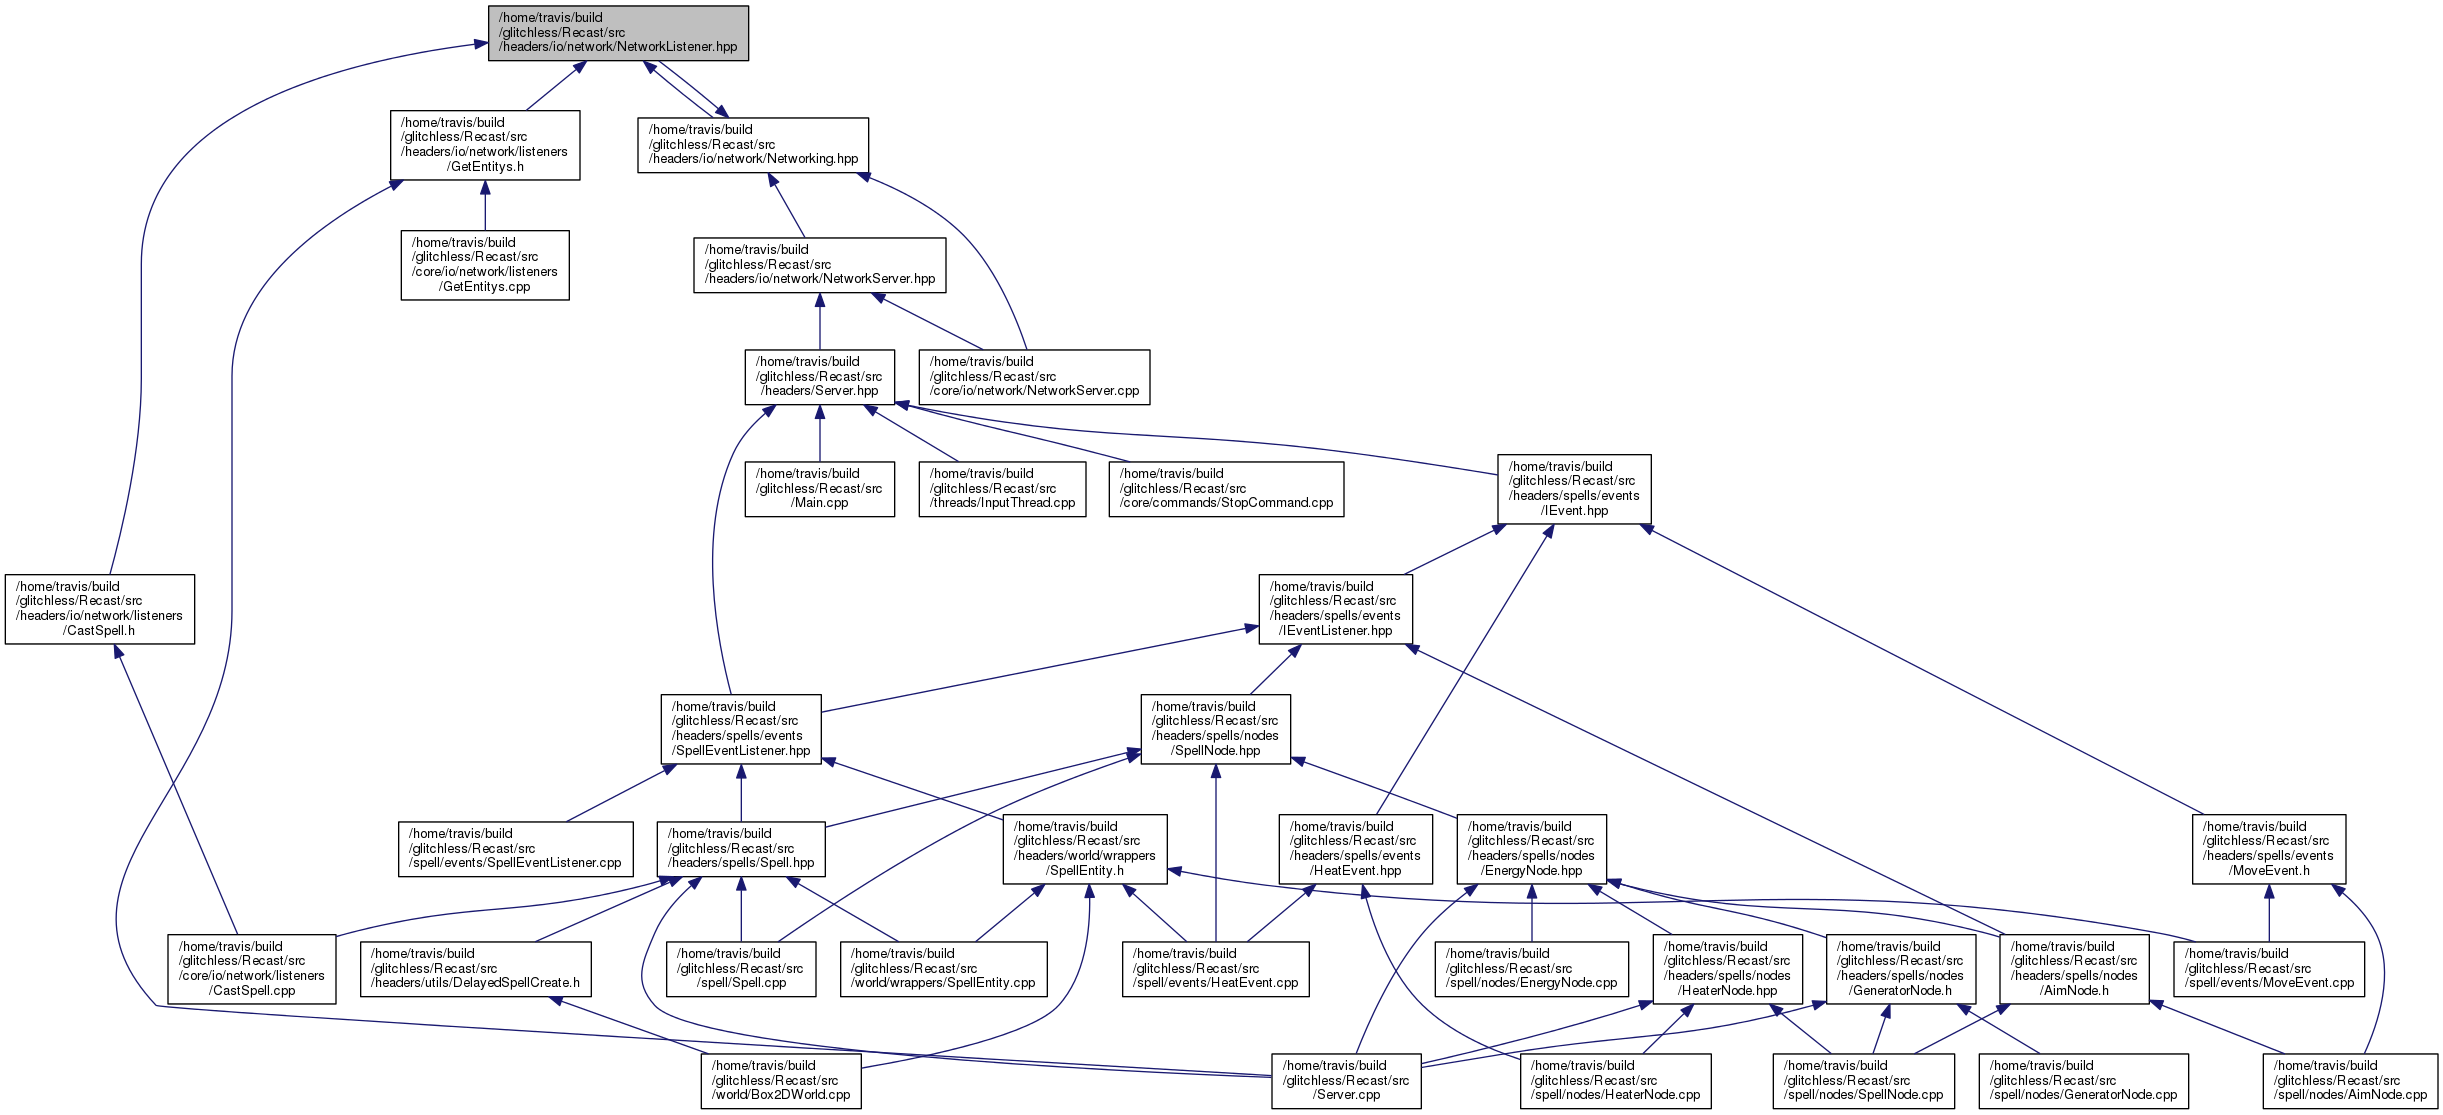 /home/travis/build
/glitchless/Recast/src
/headers/io/network/NetworkListener.hpp
/home/travis/build
/glitchless/Recast/src
/headers/io/network/listeners
/GetEntitys.h
/home/travis/build
/glitchless/Recast/src
/headers/io/network/Networking.hpp
/home/travis/build
/glitchless/Recast/src
/core/io/network/listeners
/GetEntitys.cpp
/home/travis/build
/glitchless/Recast/src
/headers/io/network/NetworkServer.hpp
/home/travis/build
/glitchless/Recast/src
/headers/Server.hpp
/home/travis/build
/glitchless/Recast/src
/core/io/network/NetworkServer.cpp
/home/travis/build
/glitchless/Recast/src
/Main.cpp
/home/travis/build
/glitchless/Recast/src
/threads/InputThread.cpp
/home/travis/build
/glitchless/Recast/src
/core/commands/StopCommand.cpp
/home/travis/build
/glitchless/Recast/src
/headers/spells/events
/IEvent.hpp
/home/travis/build
/glitchless/Recast/src
/headers/io/network/listeners
/CastSpell.h
/home/travis/build
/glitchless/Recast/src
/headers/spells/events
/IEventListener.hpp
/home/travis/build
/glitchless/Recast/src
/headers/spells/events
/SpellEventListener.hpp
/home/travis/build
/glitchless/Recast/src
/headers/spells/nodes
/SpellNode.hpp
/home/travis/build
/glitchless/Recast/src
/spell/events/SpellEventListener.cpp
/home/travis/build
/glitchless/Recast/src
/headers/spells/Spell.hpp
/home/travis/build
/glitchless/Recast/src
/headers/world/wrappers
/SpellEntity.h
/home/travis/build
/glitchless/Recast/src
/headers/spells/events
/HeatEvent.hpp
/home/travis/build
/glitchless/Recast/src
/headers/spells/nodes
/EnergyNode.hpp
/home/travis/build
/glitchless/Recast/src
/headers/spells/events
/MoveEvent.h
/home/travis/build
/glitchless/Recast/src
/core/io/network/listeners
/CastSpell.cpp
/home/travis/build
/glitchless/Recast/src
/headers/utils/DelayedSpellCreate.h
/home/travis/build
/glitchless/Recast/src
/spell/Spell.cpp
/home/travis/build
/glitchless/Recast/src
/world/wrappers/SpellEntity.cpp
/home/travis/build
/glitchless/Recast/src
/spell/events/HeatEvent.cpp
/home/travis/build
/glitchless/Recast/src
/spell/nodes/EnergyNode.cpp
/home/travis/build
/glitchless/Recast/src
/headers/spells/nodes
/HeaterNode.hpp
/home/travis/build
/glitchless/Recast/src
/headers/spells/nodes
/GeneratorNode.h
/home/travis/build
/glitchless/Recast/src
/headers/spells/nodes
/AimNode.h
/home/travis/build
/glitchless/Recast/src
/spell/events/MoveEvent.cpp
/home/travis/build
/glitchless/Recast/src
/world/Box2DWorld.cpp
/home/travis/build
/glitchless/Recast/src
/Server.cpp
/home/travis/build
/glitchless/Recast/src
/spell/nodes/HeaterNode.cpp
/home/travis/build
/glitchless/Recast/src
/spell/nodes/SpellNode.cpp
/home/travis/build
/glitchless/Recast/src
/spell/nodes/GeneratorNode.cpp
/home/travis/build
/glitchless/Recast/src
/spell/nodes/AimNode.cpp